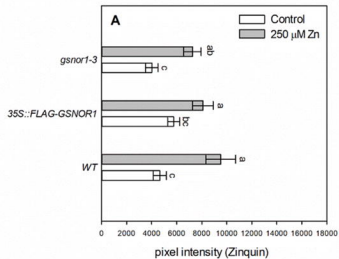 A
Control
250 µM Zn
gsnor1-3
ab
c
35S::FLAG-GSNOR1
a
bc
WT
a
c
0 2000 4000 6000 8000 10000 12000 14000 16000 18000
pixel intensity (Zinquin)